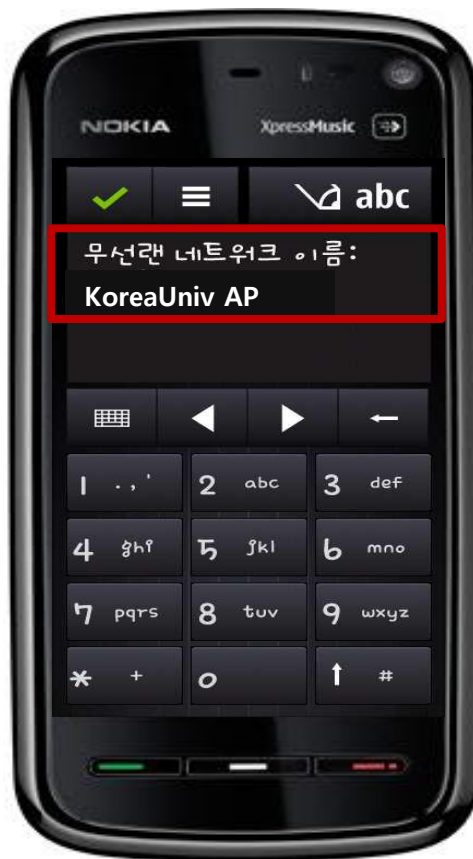 NOKIA XpressMusic
abc
무선랜 네트워크 이름:
KoreaUniv AP
1 . , ' 2 abc 3 def
4 ghi 5 jkl 6 mno
7 pqrs 8 tuv 9 wxyz
* + 0 #